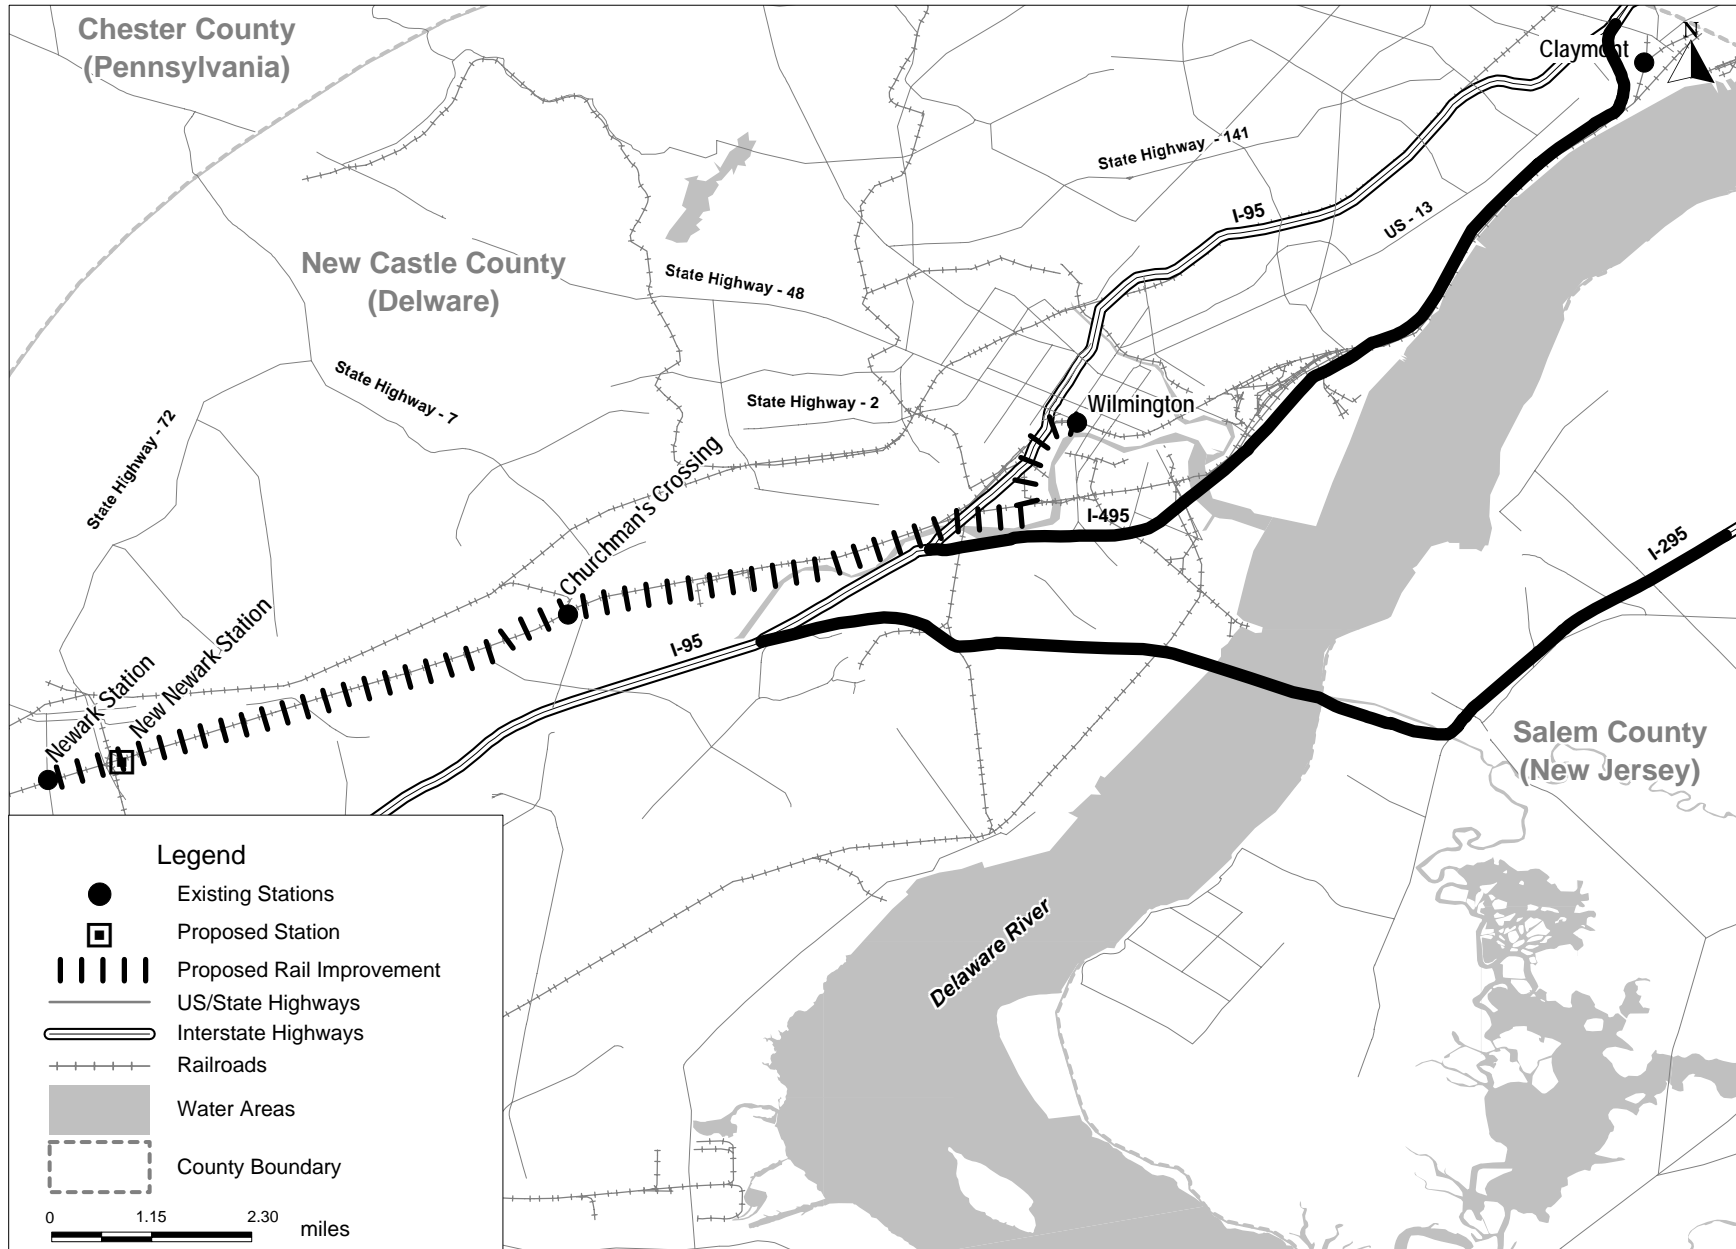 Chester County
(Pennsylvania)
Claymont
N
State Highway - 141
I-95
US - 13
New Castle County
(Delware)
State Highway - 48
State Highway - 7
State Highway - 2
Wilmington
State Highway - 72
Churchman's Crossing
I-495
I-295
I-95
Newark Station
New Newark Station
Salem County
(New Jersey)
Delaware River
Legend
Existing Stations
Proposed Station
Proposed Rail Improvement
US/State Highways
Interstate Highways
Railroads
Water Areas
County Boundary
0 1.15 2.30
miles